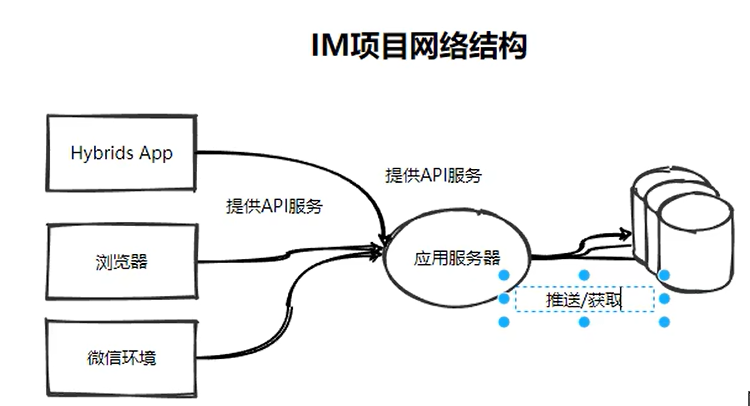 IM项目网络结构
Hybrids App
提供API服务
提供API服务
浏览器
应用服务器
推送/获取
微信环境